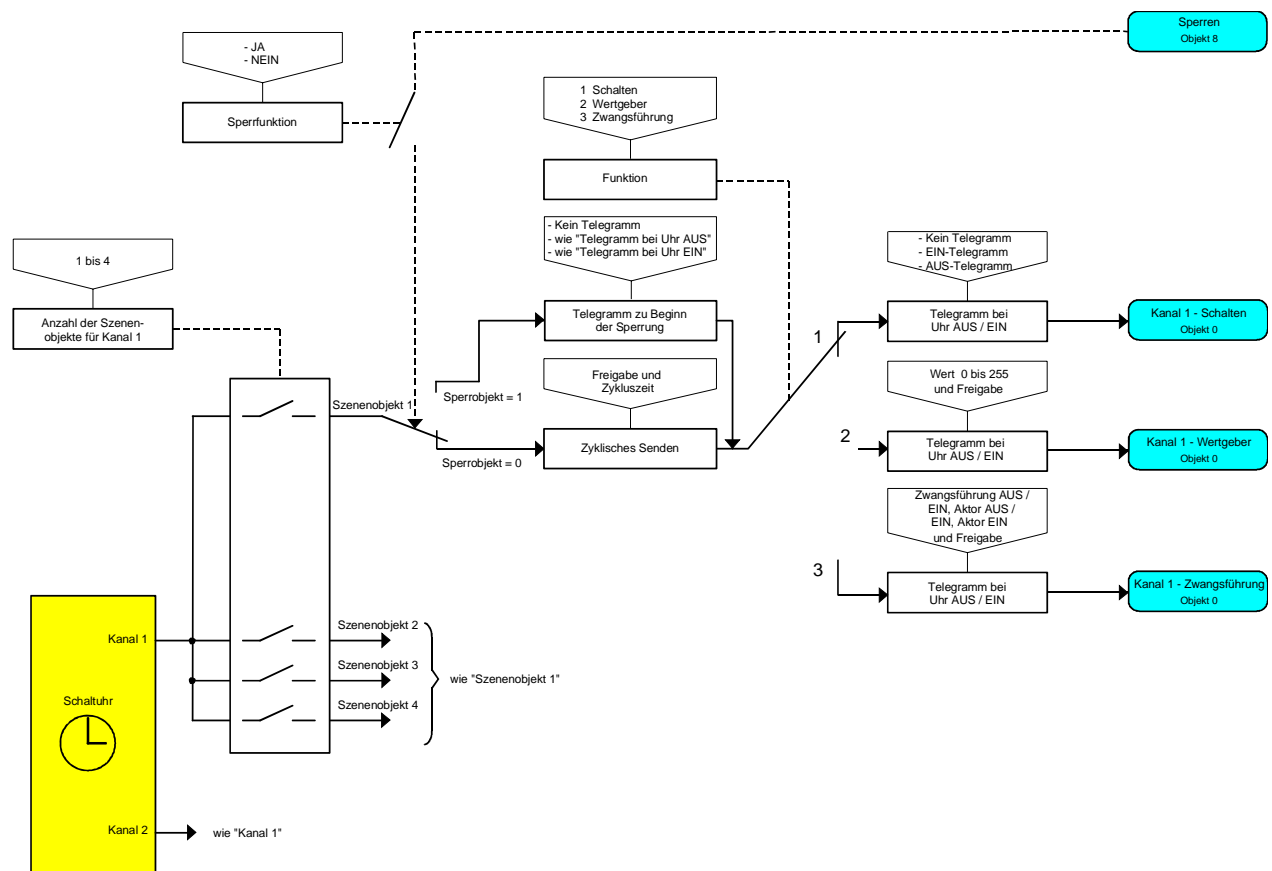 Sperren
Objekt 8
- JA
- NEIN
Sperrfunktion
1 Schalten
2 Wertgeber
3 Zwangsführung
Funktion
- Kein Telegramm
- wie "Telegramm bei Uhr AUS"
- wie "Telegramm bei Uhr EIN"
Telegramm zu Beginn
der Sperrung
1 bis 4
Anzahl der Szenen-
objekte für Kanal 1
- Kein Telegramm
- EIN-Telegramm
- AUS-Telegramm
1
Telegramm bei
Uhr AUS / EIN
Kanal 1 - Schalten
Objekt 0
Freigabe und
Zykluszeit
Wert 0 bis 255
und Freigabe
Szenenobjekt 1
Sperrobjekt = 1
Sperrobjekt = 0
Zyklisches Senden
2
Telegramm bei
Uhr AUS / EIN
Kanal 1 - Wertgeber
Objekt 0
Zwangsführung AUS /
EIN, Aktor AUS /
EIN, Aktor EIN
und Freigabe
3
Telegramm bei
Uhr AUS / EIN
Kanal 1 - Zwangsführung
Objekt 0
Kanal 1
Szenenobjekt 2
Szenenobjekt 3
Szenenobjekt 4
wie "Szenenobjekt 1"
Schaltuhr
Kanal 2
wie "Kanal 1"